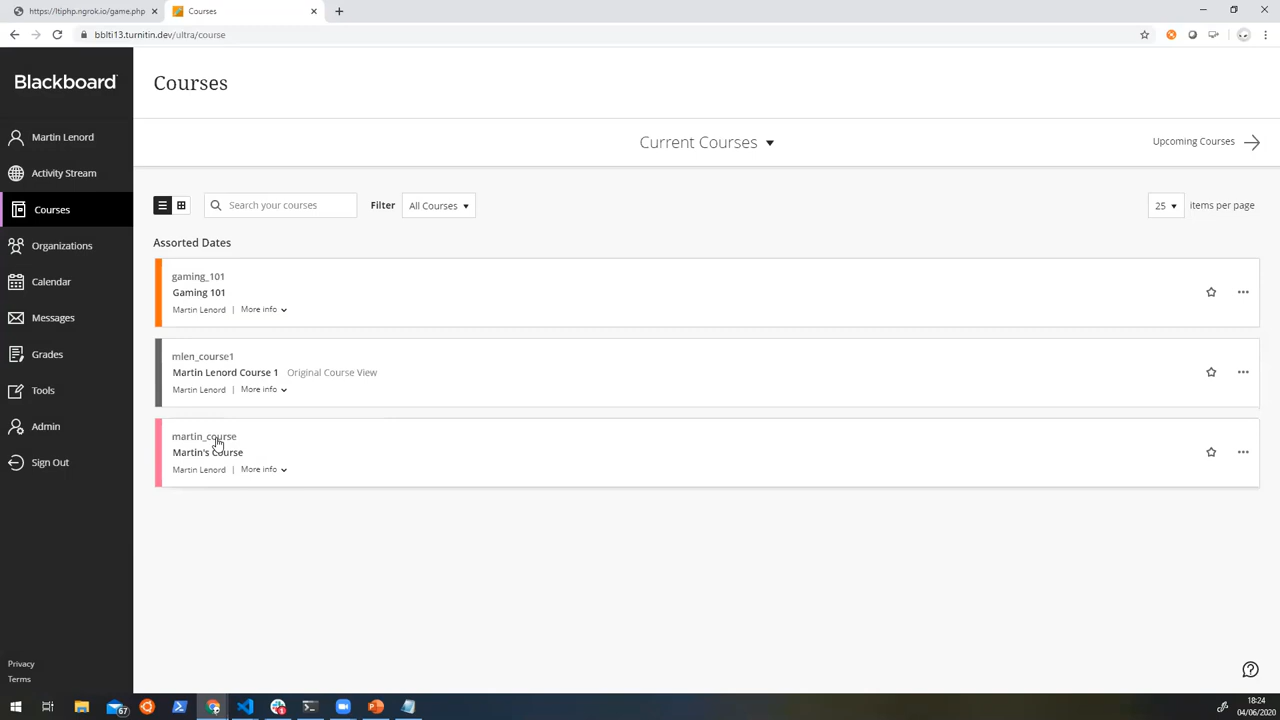 https://ltiphp.ngrok.io/game.php
Courses
bblti13.turnitin.dev/ultra/course
Blackboard
Courses
Martin Lenord
Current Courses
Upcoming Courses
Activity Stream
Courses
Search your courses
Filter
All Courses
25
items per page
Organizations
Assorted Dates
Calendar
gaming_101
Gaming 101
Martin Lenord | More info
Messages
Grades
mlen_course1
Martin Lenord Course 1 Original Course View
Martin Lenord | More info
Tools
Admin
martin_course
Martin's Course
Martin Lenord | More info
Sign Out
Privacy
Terms
67
18:24
04/06/2020